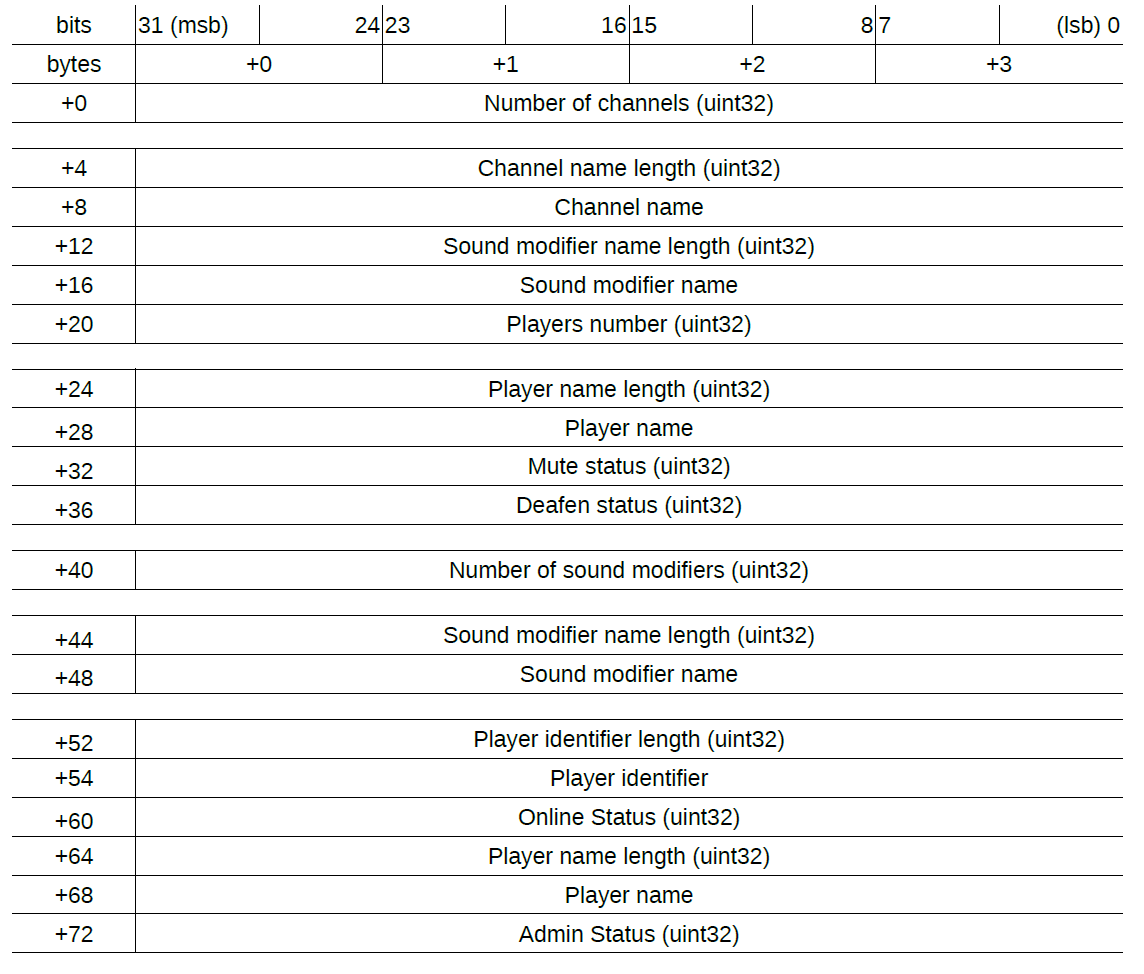 bits 31 (msb) 24 23 16 15 8 7 (lsb) 0
bytes +0 +1 +2 +3
+0 Number of channels (uint32)
+4 Channel name length (uint32)
+8 Channel name
+12 Sound modifier name length (uint32)
+16 Sound modifier name
+20 Players number (uint32)
+24 Player name length (uint32)
+28 Player name
+32 Mute status (uint32)
+36 Deafen status (uint32)
+40 Number of sound modifiers (uint32)
+44 Sound modifier name length (uint32)
+48 Sound modifier name
+52 Player identifier length (uint32)
+54 Player identifier
+60 Online Status (uint32)
+64 Player name length (uint32)
+68 Player name
+72 Admin Status (uint32)